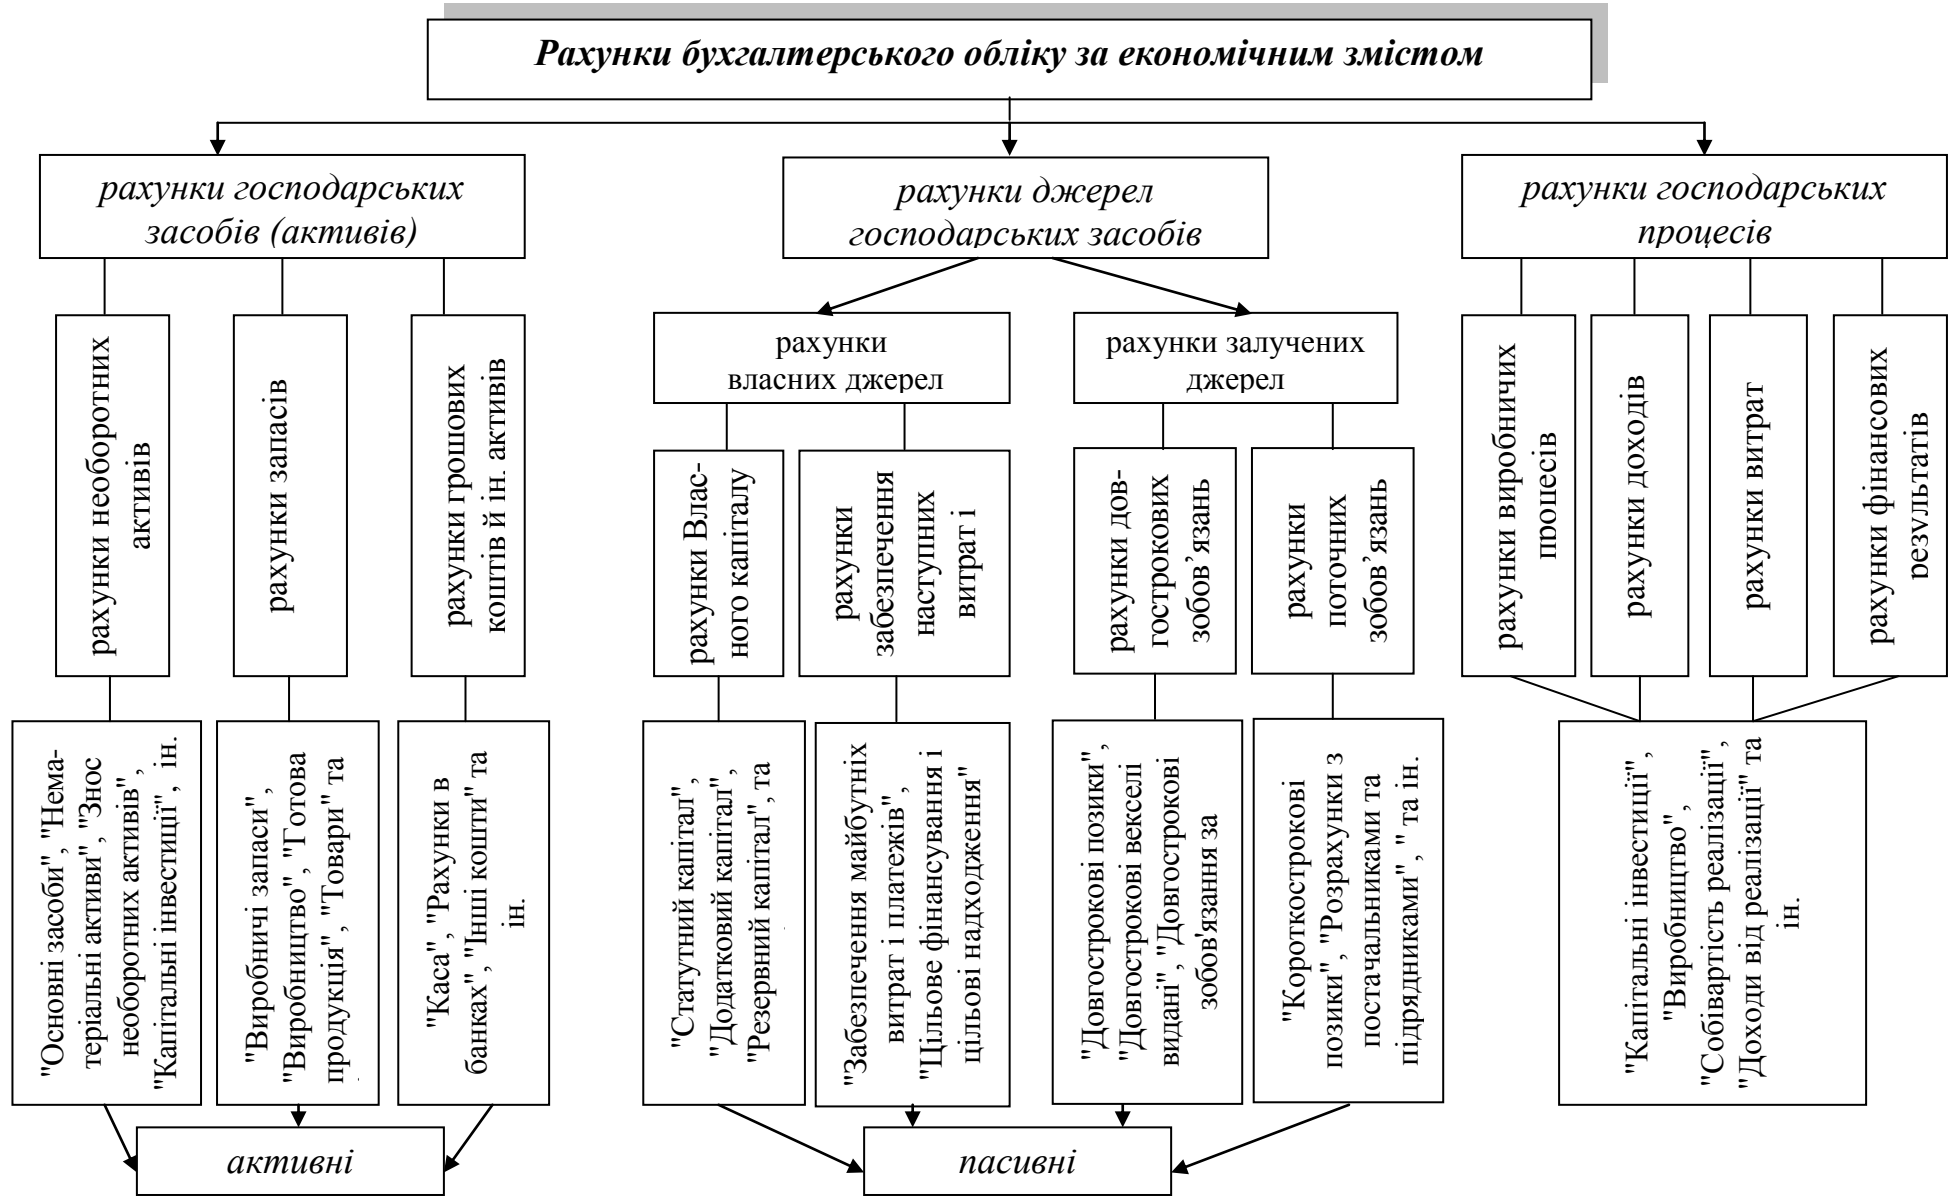 Рахунки бухгалтерського обліку за економічним змістом
рахунки господарських
засобів (активів)
рахунки джерел
господарських засобів
рахунки господарських
процесів
рахунки необоротних
активів
рахунки запасів
рахунки грошових
коштів й ін. активів
рахунки
власних джерел
рахунки залучених
джерел
рахунки Влас-
ного капіталу
рахунки
забезпечення
наступних
витрат і
рахунки дов-
гострокових
зобов’язань
рахунки
поточних
зобов’язань
рахунки виробничих
процесів
рахунки доходів
рахунки витрат
рахунки фінансових
результатів
"Основні засоби", "Нема-
теріальні активи", "Знос
необоротних активів",
"Капітальні інвестиції", ін.
"Виробничі запаси",
"Виробництво", "Готова
продукція", "Товари" та
"Каса", "Рахунки в
банках","Інші кошти" та
ін.
"Статутний капітал",
"Додатковий капітал",
"Резервний капітал",та
"Забезпечення майбутніх
витрат і платежів",
"Цільове фінансування і
цільові надходження"
"Довгострокові позики",
"Довгострокові векселі
видані","Довгострокові
зобов'язання за
"Короткострокові
позики", "Розрахунки з
постачальниками та
підрядниками", " та ін.
"Капітальні інвестиції",
"Виробництво",
"Собівартість реалізації",
"Доходи від реалізації" та
ін.
активні
пасивні